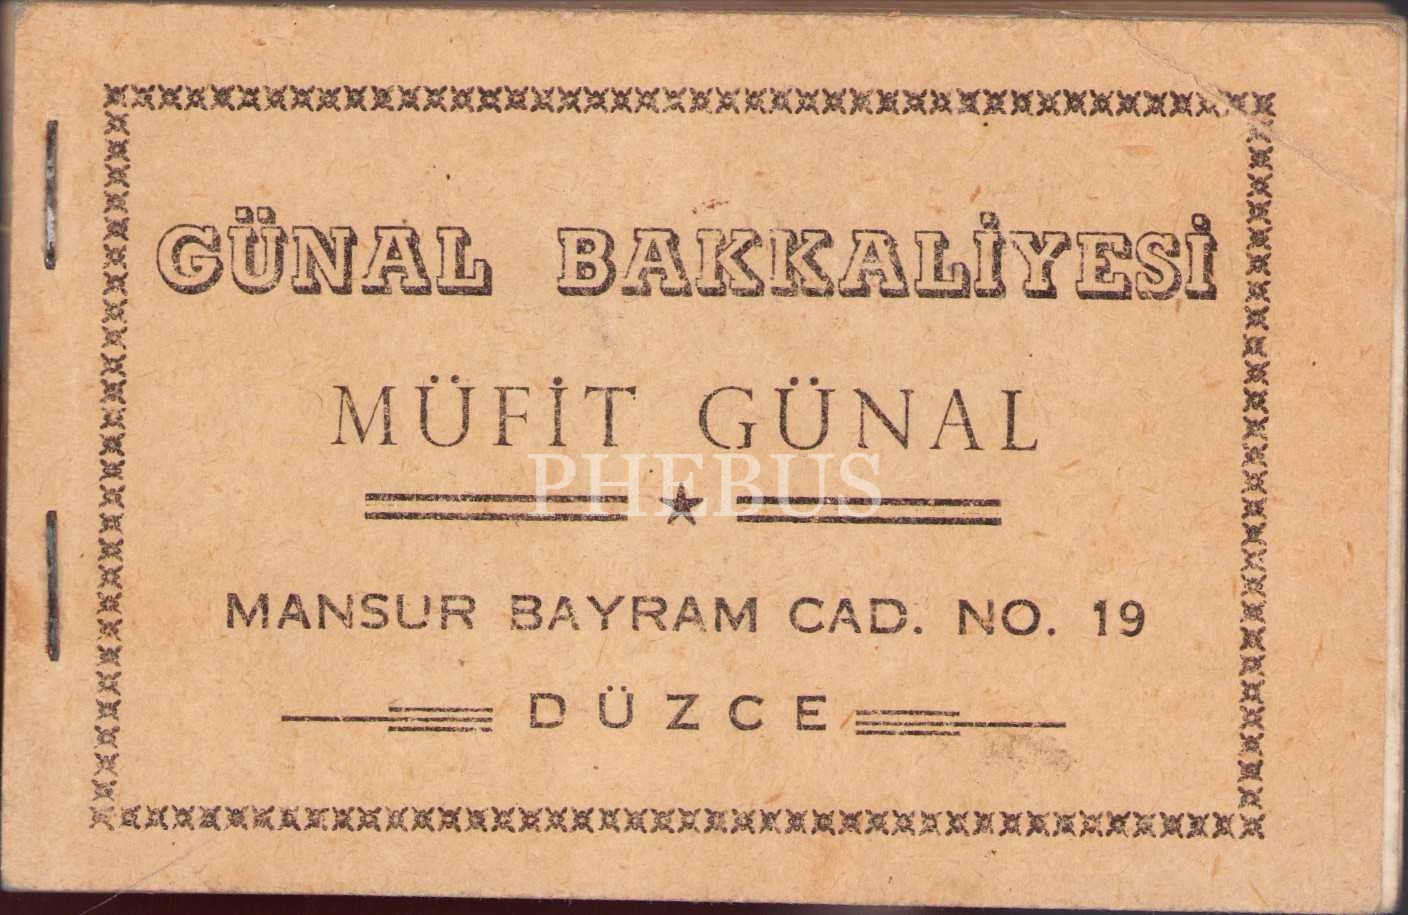 GÜNAL BAKKALİYESİ
MÜFİT GÜNAL
PHEBUS
MANSUR BAYRAM CAD. NO. 19
DÜZCE